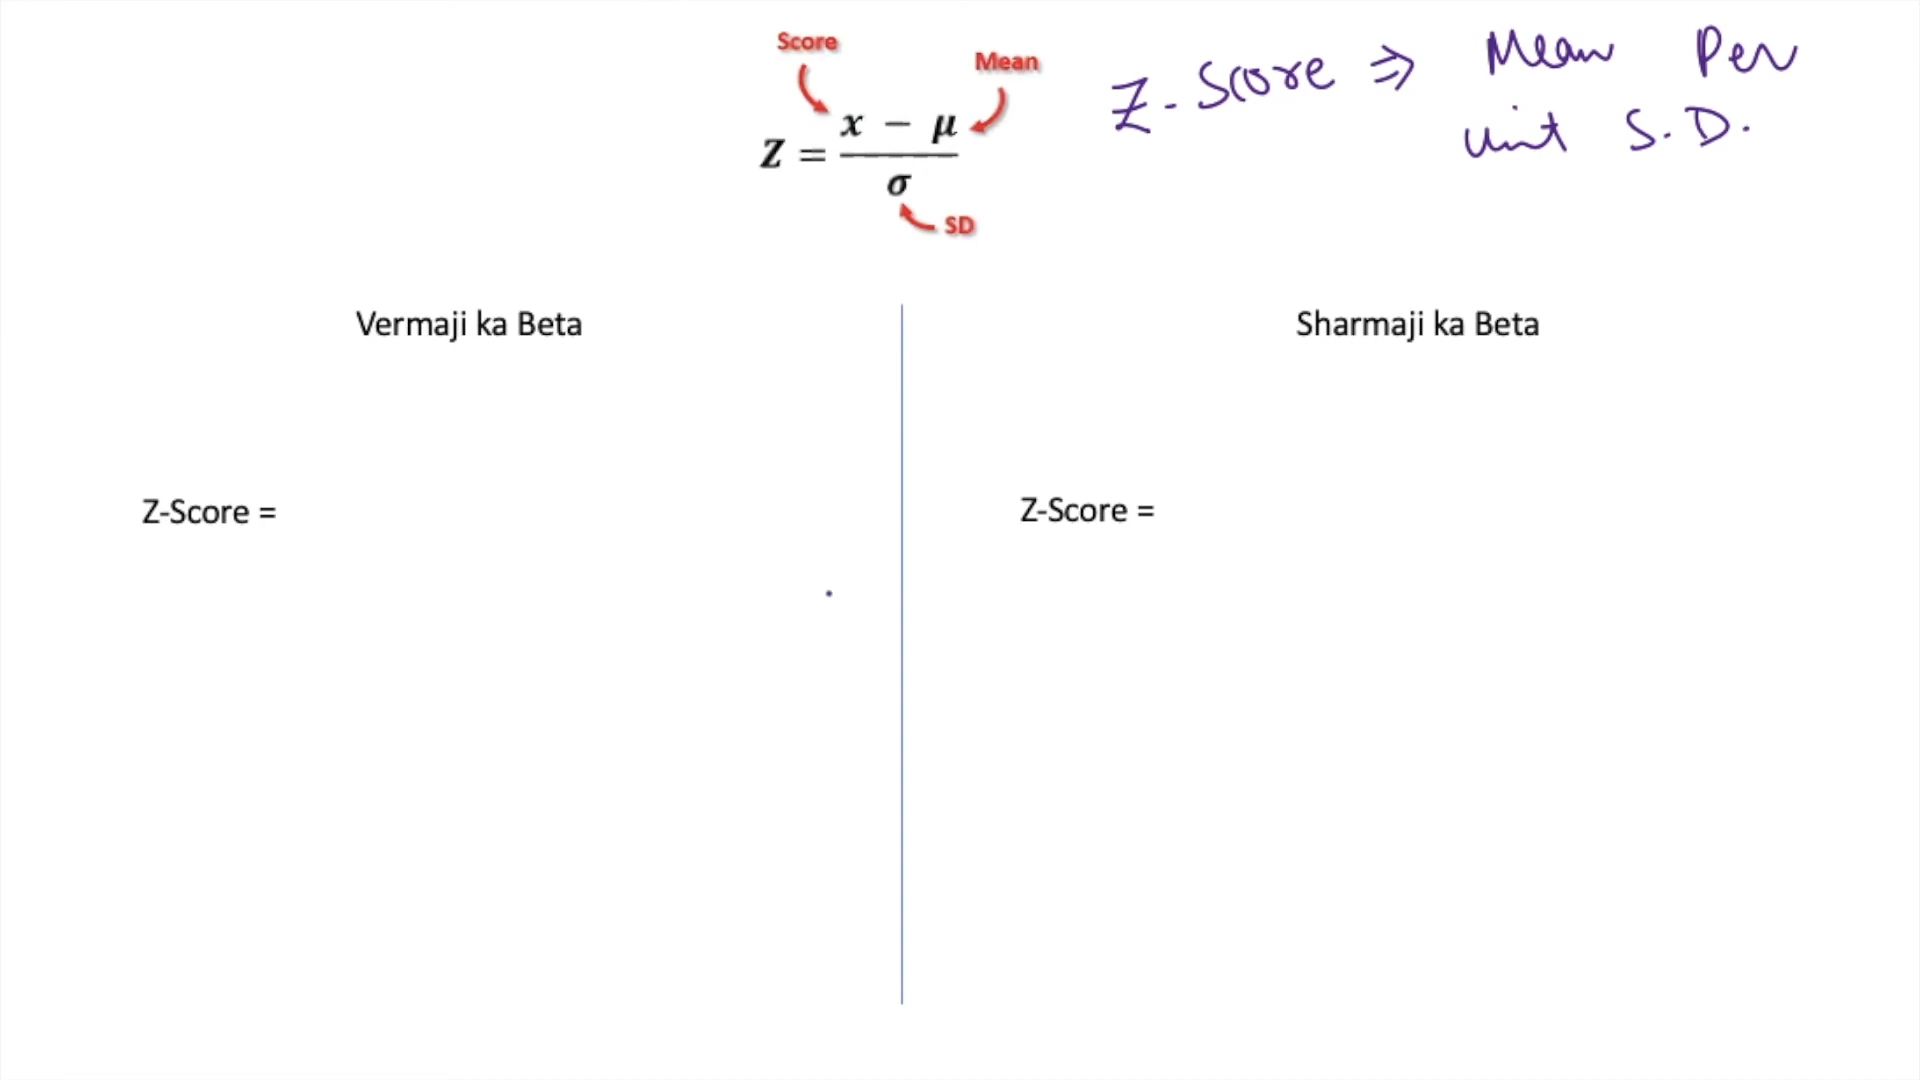 Score
Mean
Z = x − μ / σ
SD
Z-Score ⇒ Mean Per
unit S.D.
Vermaji ka Beta
Sharmaji ka Beta
Z-Score =
Z-Score =